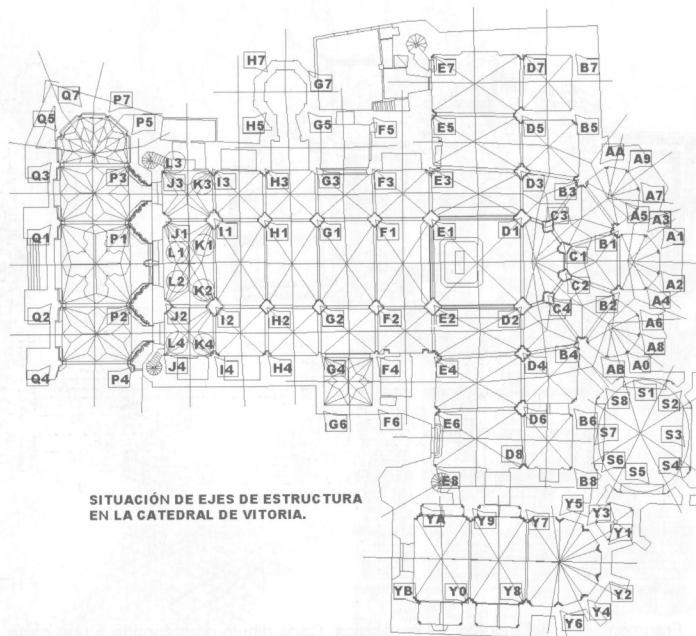 H7 E7 D7 B7
Q7 P7 G7
Q5 P5 H5 G5 F5 E5 D5 B5
AA A9
L3
Q3 P3 J3 K3 I3 H3 G3 F3 E3 D3 B3 A7
C3 A5 A3
Q1 P1 J1 I1 H1 G1 F1 E1 D1 B1 A1
L1 K1 C1
L2 K2 C2 A2
Q2 P2 J2 I2 H2 G2 F2 E2 D2 C4 B2 A4
A6
L4 K4 B4 A8
Q4 P4 J4 I4 H4 G4 F4 E4 D4 AB A0
S8 S1 S2
G6 F6 E6 D6 B6
S7 S3
D8 S6 S4
E8 B8 S5
SITUACIÓN DE EJES DE ESTRUCTURA
EN LA CATEDRAL DE VITORIA.
Y5 Y3
YA Y9 Y7 Y1
YB Y0 Y8 Y2
Y4
Y6